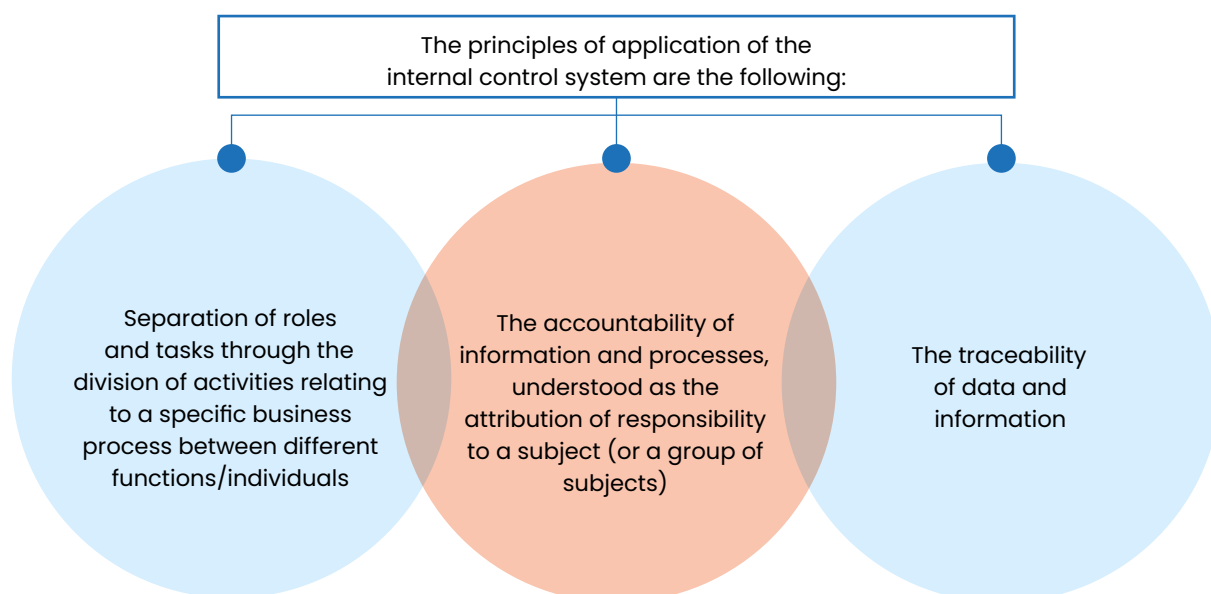 The principles of application of the
internal control system are the following:
Separation of roles
and tasks through the
division of activities relating
to a specific business
process between different
functions/individuals
The accountability of
information and processes,
understood as the
attribution of responsibility
to a subject (or a group of
subjects)
The traceability
of data and
information